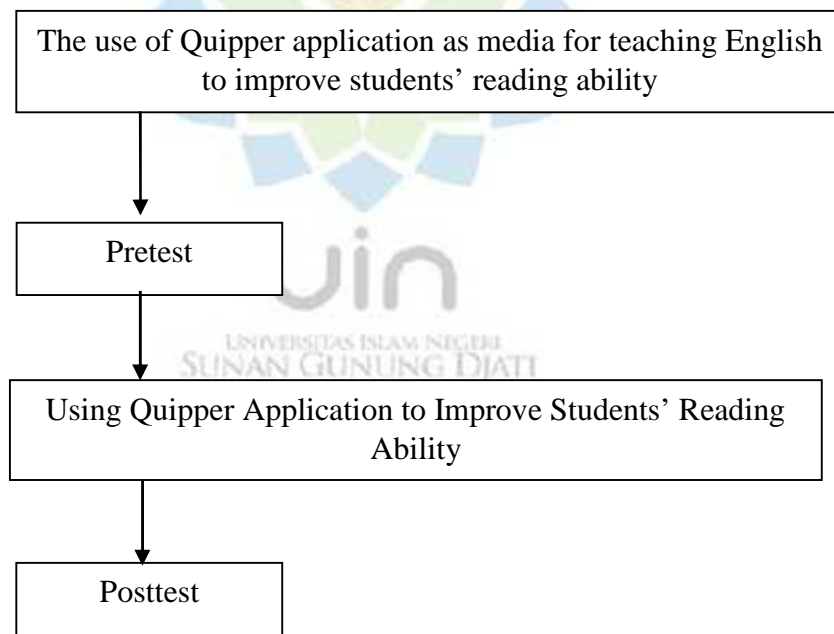 The use of Quipper application as media for teaching English
to improve students’ reading ability
Pretest
uin
UNIVERSITAS ISLAM NEGERI
SUNAN GUNUNG DJATI
Using Quipper Application to Improve Students’ Reading
Ability
Posttest